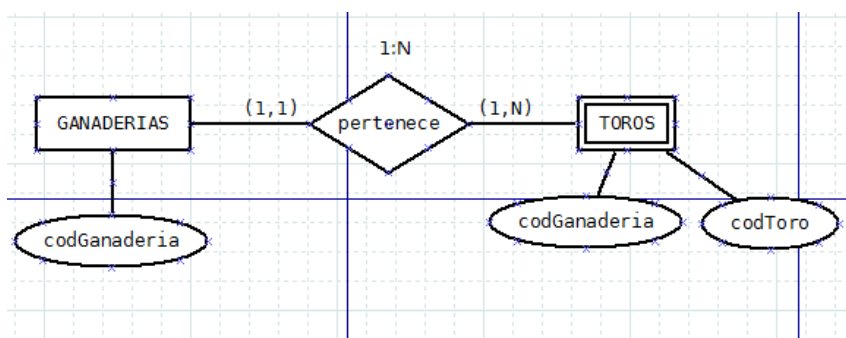 1:N
GANADERIAS
(1,1)
pertenece
(1,N)
TOROS
codGanaderia
codGanaderia
codToro